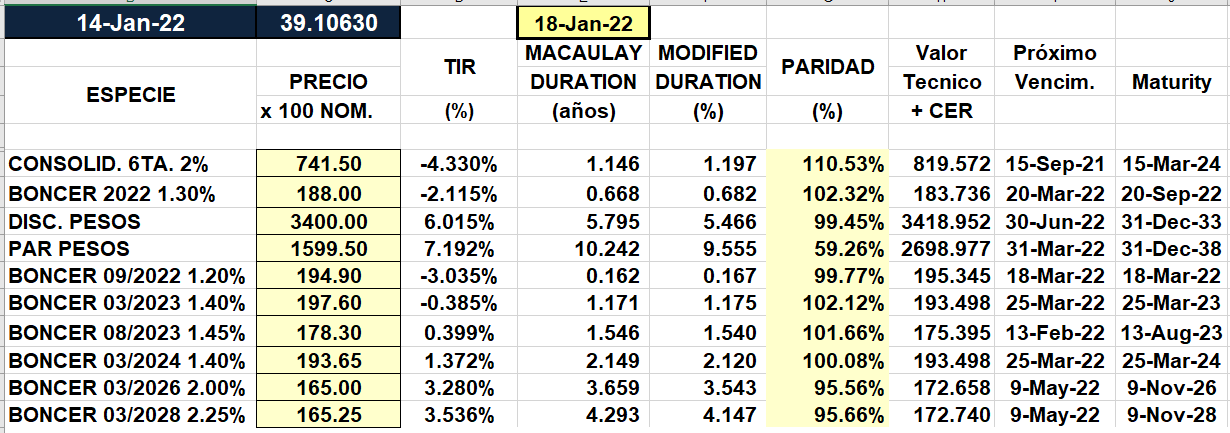 14-Jan-22 39.10630 18-Jan-22
MACAULAY MODIFIED Valor Próximo
TIR PARIDAD
PRECIO DURATION DURATION Tecnico Vencim. Maturity
ESPECIE
x 100 NOM. (%) (años) (%) (%) + CER
CONSOLID. 6TA. 2% 741.50 -4.330% 1.146 1.197 110.53% 819.572 15-Sep-21 15-Mar-24
BONCER 2022 1.30% 188.00 -2.115% 0.668 0.682 102.32% 183.736 20-Mar-22 20-Sep-22
DISC. PESOS 3400.00 6.015% 5.795 5.466 99.45% 3418.952 30-Jun-22 31-Dec-33
PAR PESOS 1599.50 7.192% 10.242 9.555 59.26% 2698.977 31-Mar-22 31-Dec-38
BONCER 09/2022 1.20% 194.90 -3.035% 0.162 0.167 99.77% 195.345 18-Mar-22 18-Mar-22
BONCER 03/2023 1.40% 197.60 -0.385% 1.171 1.175 102.12% 193.498 25-Mar-22 25-Mar-23
BONCER 08/2023 1.45% 178.30 0.399% 1.546 1.540 101.66% 175.395 13-Feb-22 13-Aug-23
BONCER 03/2024 1.40% 193.65 1.372% 2.149 2.120 100.08% 193.498 25-Mar-22 25-Mar-24
BONCER 03/2026 2.00% 165.00 3.280% 3.659 3.543 95.56% 172.658 9-May-22 9-Nov-26
BONCER 03/2028 2.25% 165.25 3.536% 4.293 4.147 95.66% 172.740 9-May-22 9-Nov-28